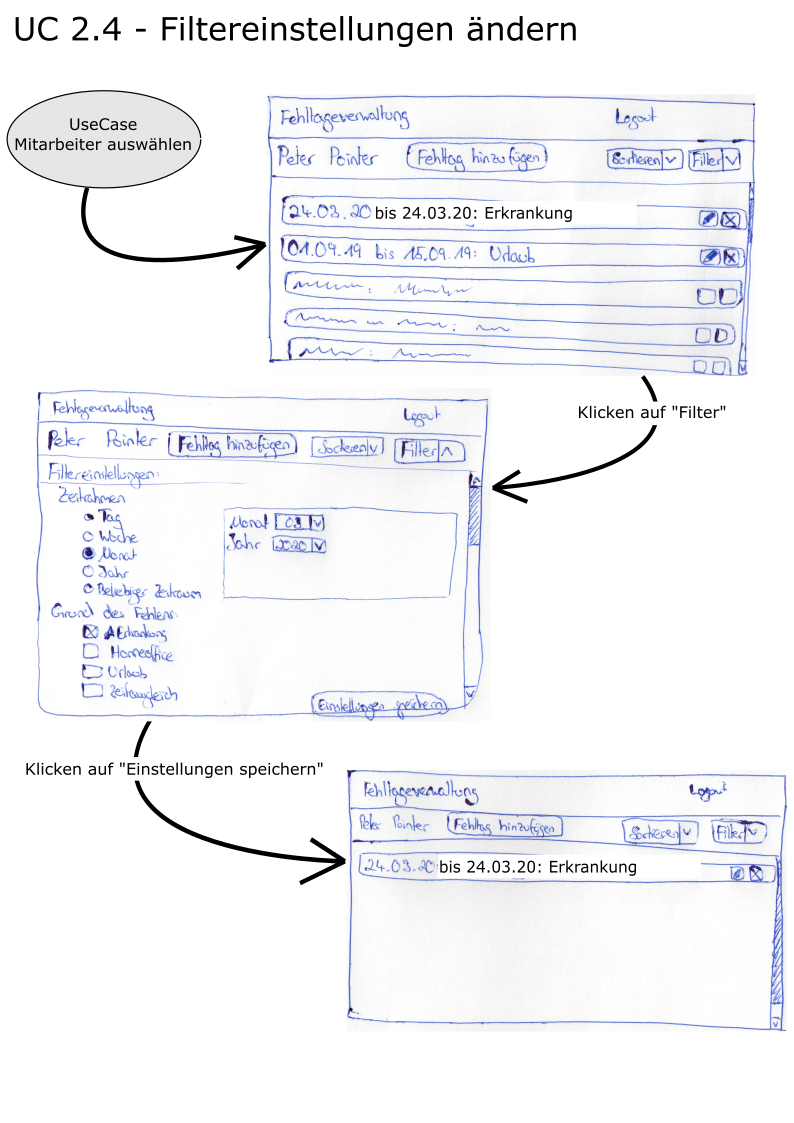 UC 2.4 - Filtereinstellungen ändern
UseCase
Mitarbeiter auswählen
Fehltageverwaltung Logout
Peter Pointer Fehltag hinzufügen Sortieren Filter
24.03.20 bis 24.03.20: Erkrankung
01.09.19 bis 15.09.19: Urlaub
Klicken auf "Filter"
Fehltageverwaltung Logout
Peter Pointer Fehltag hinzufügen Sortieren Filter
Filtereinstellungen:
Zeitrahmen
Tag
Woche
Monat
Jahr
Beliebiger Zeitraum
Monat 03
Jahr 2020
Grund des Fehlens:
Erkrankung
Homeoffice
Urlaub
Zeitausgleich
Einstellungen speichern
Klicken auf "Einstellungen speichern"
Fehltageverwaltung Logout
Peter Pointer Fehltag hinzufügen Sortieren Filter
24.03.20 bis 24.03.20: Erkrankung